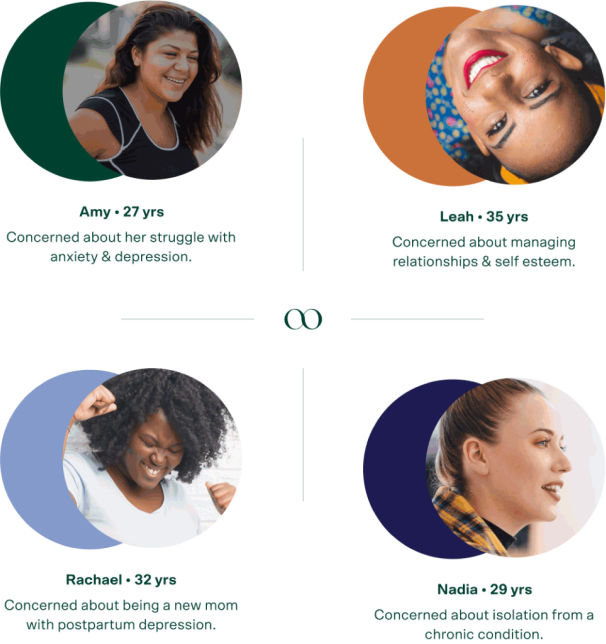 Amy • 27 yrs
Concerned about her struggle with
anxiety & depression.
Leah • 35 yrs
Concerned about managing
relationships & self esteem.
Rachael • 32 yrs
Concerned about being a new mom
with postpartum depression.
Nadia • 29 yrs
Concerned about isolation from a
chronic condition.